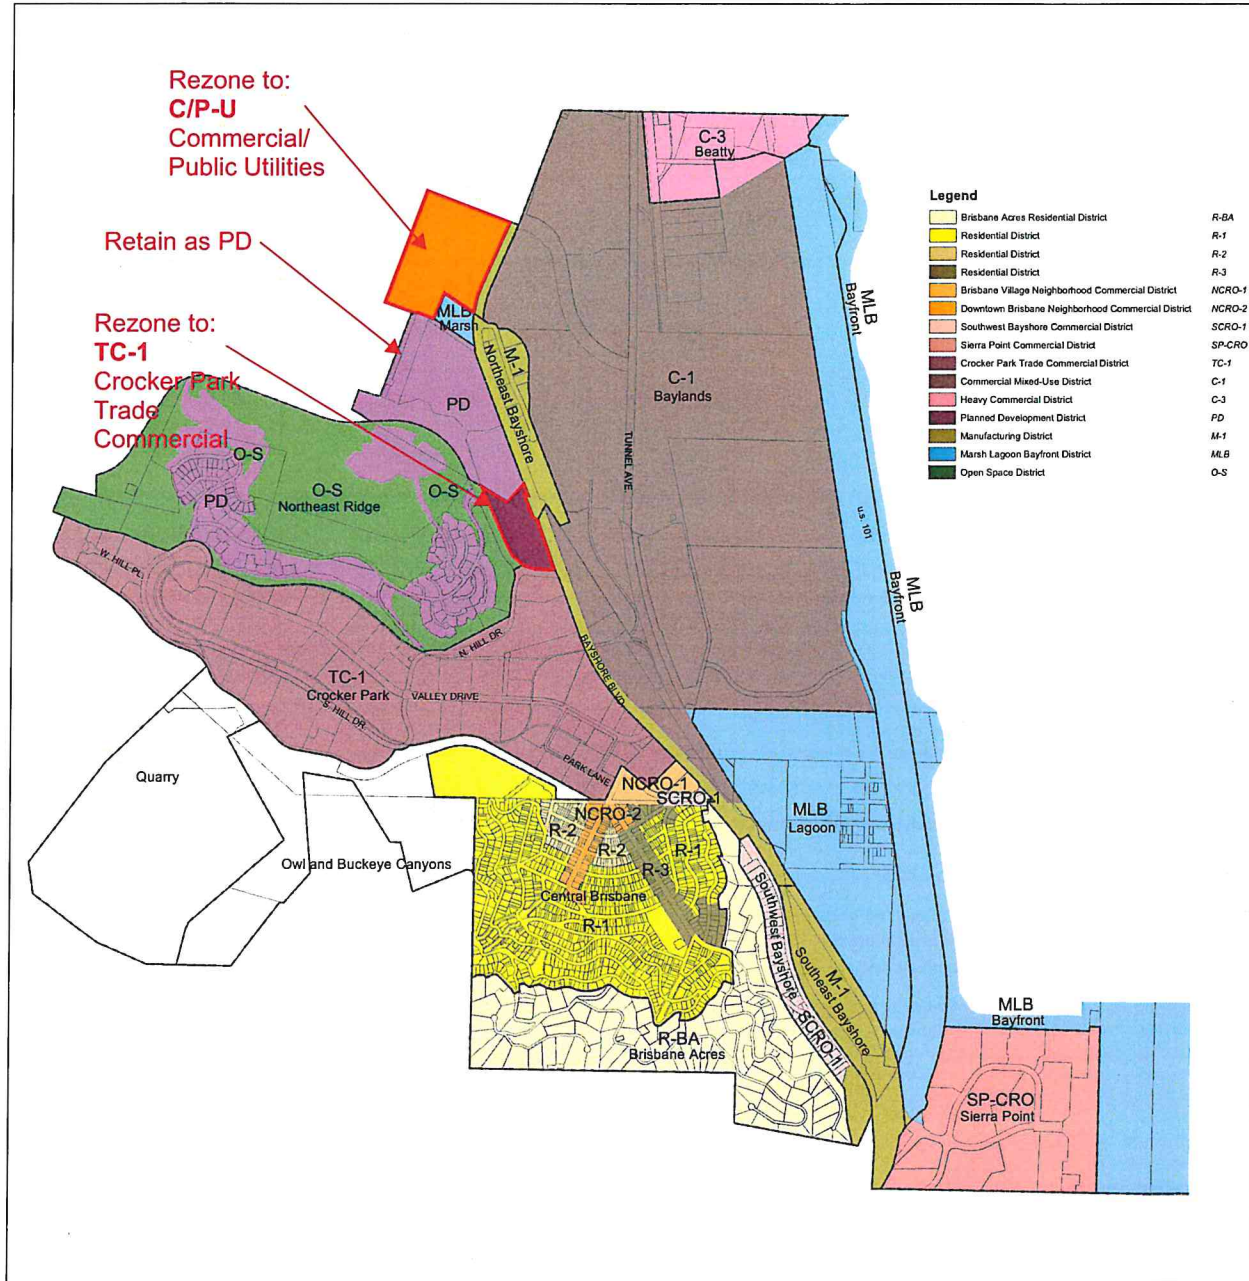 Rezone to:
C/P-U
Commercial/
Public Utilities
Retain as PD
Rezone to:
TC-1
Crocker Park
Trade
Commercial
C-3
Beatty
MLB
Marsh
M-1
Northeast Bayshore
PD
C-1
Baylands
TUNNEL AVE
MLB
Bayfront
U.S. 101
MLB
Bayfront
O-S
PD
O-S
Northeast Ridge
O-S
W. HILL PL.
N. HILL DR.
TC-1
Crocker Park
S. HILL DR.
VALLEY DRIVE
BAYSHORE BLVD
PARK LANE
Quarry
Owl and Buckeye Canyons
NCRO-1
SCRO-1
NCRO-2
R-2
R-2
R-1
R-3
Central Brisbane
R-1
MLB
Lagoon
Southwest Bayshore
SCRO-1
M-1
Southeast Bayshore
R-BA
Brisbane Acres
MLB
Bayfront
SP-CRO
Sierra Point
Legend
Brisbane Acres Residential District R-BA
Residential District R-1
Residential District R-2
Residential District R-3
Brisbane Village Neighborhood Commercial District NCRO-1
Downtown Brisbane Neighborhood Commercial District NCRO-2
Southwest Bayshore Commercial District SCRO-1
Sierra Point Commercial District SP-CRO
Crocker Park Trade Commercial District TC-1
Commercial Mixed-Use District C-1
Heavy Commercial District C-3
Planned Development District PD
Manufacturing District M-1
Marsh Lagoon Bayfront District MLB
Open Space District O-S